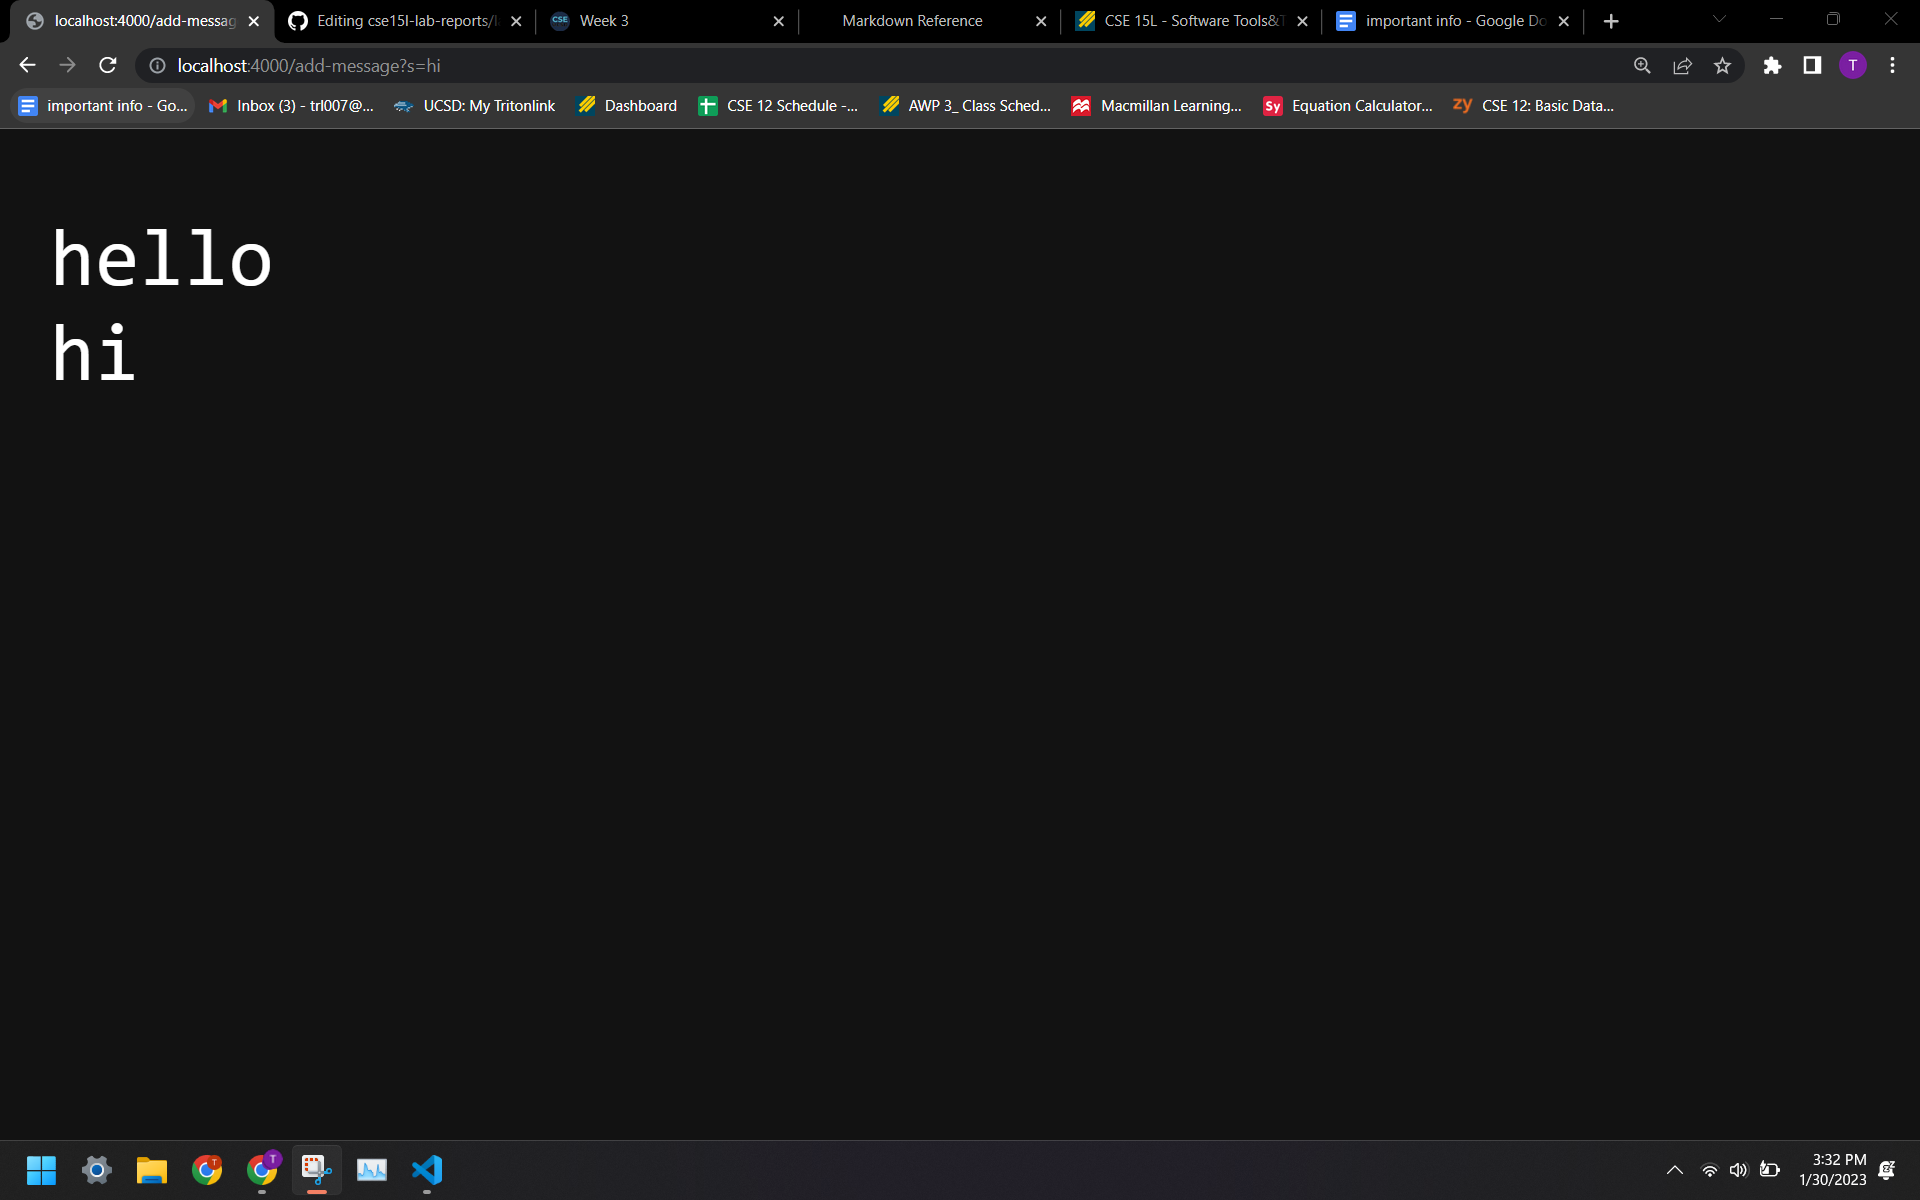 localhost:4000/add-messag
Editing cse15l-lab-reports/l
CSE
Week 3
Markdown Reference
CSE 15L - Software Tools&T
important info - Google Do
localhost:4000/add-message?s=hi
T
important info - Go...
Inbox (3) - trl007@...
UCSD: My Tritonlink
Dashboard
CSE 12 Schedule -...
AWP 3_ Class Sched...
Macmillan Learning...
Sy
Equation Calculator...
zy
CSE 12: Basic Data...
hello
hi
T
T
3:32 PM
1/30/2023